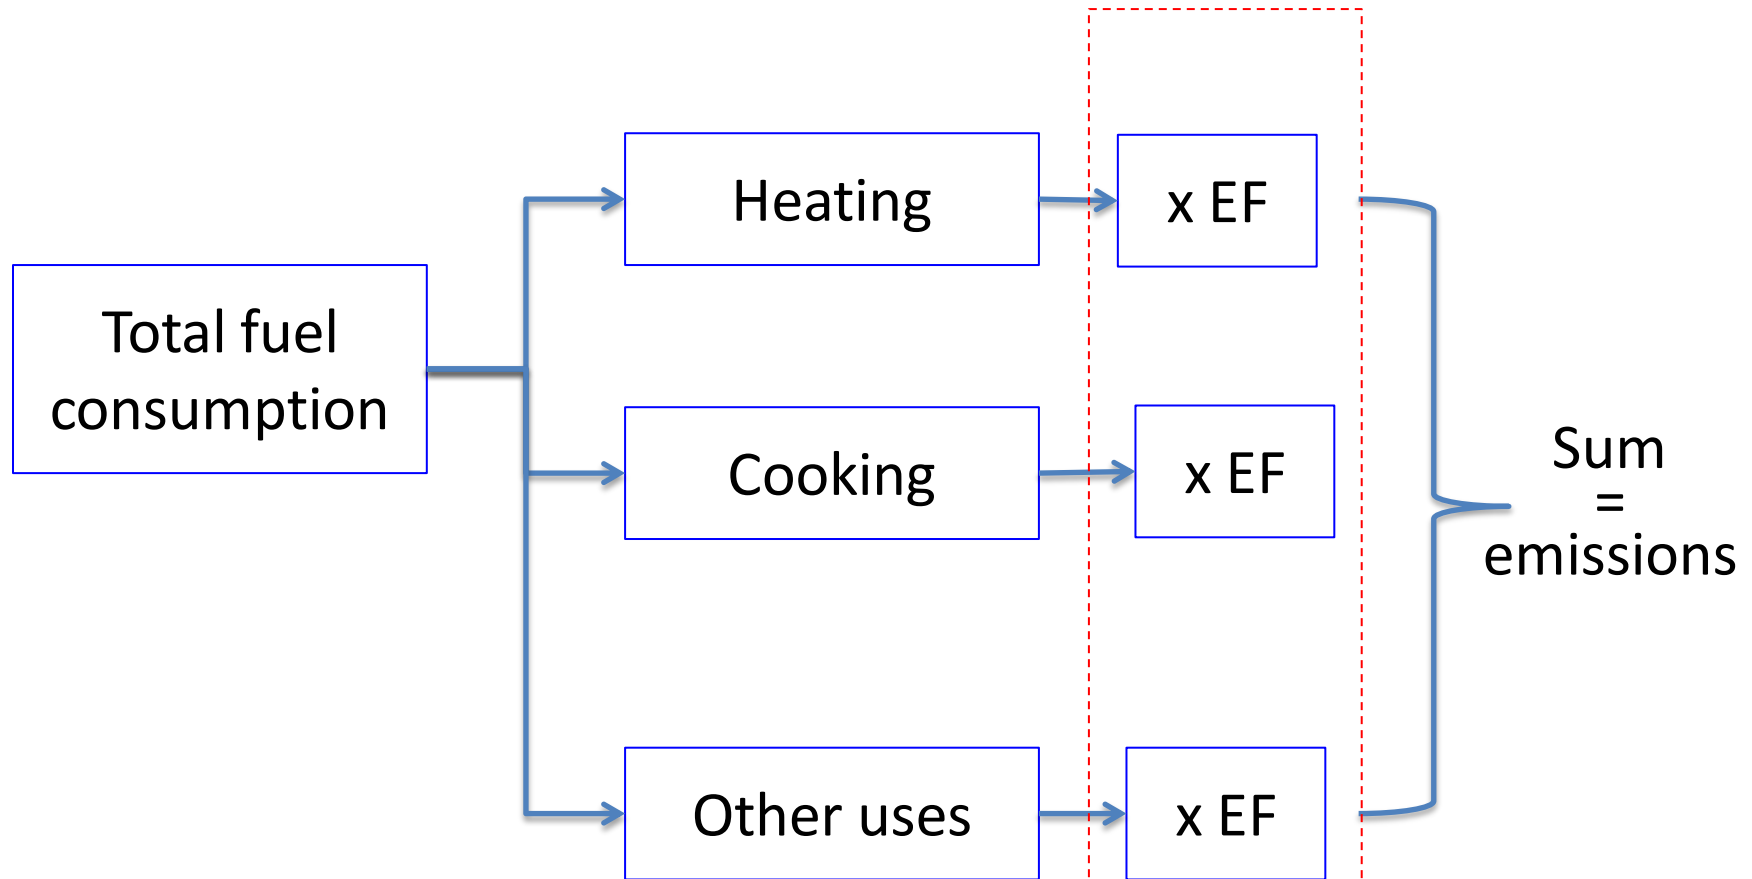 Total fuel
consumption
Heating
x EF
Cooking
x EF
Other uses
x EF
Sum
=
emissions